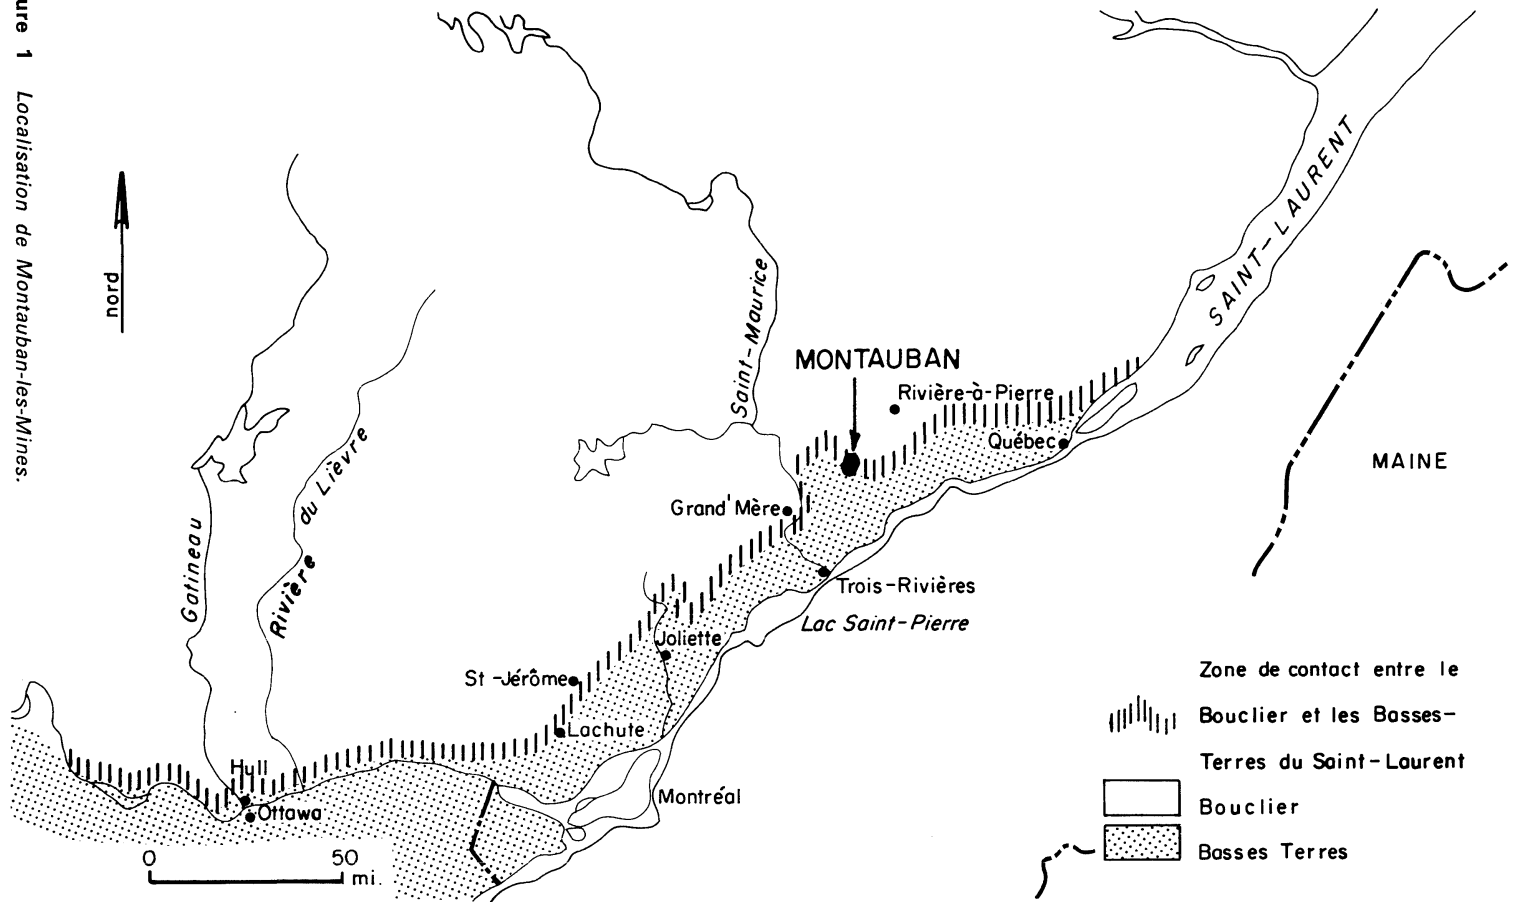 ure 1 Localisation de Montauban-les-Mines.
nord
SAINT-LAURENT
Saint-Maurice
MONTAUBAN
Rivière-à-Pierre
Québec
MAINE
Rivière du Lièvre
Gatineau
Grand'Mère
Trois-Rivières
Lac Saint-Pierre
Joliette
St-Jérôme
Lachute
Hull
Ottawa
Montréal
0 50
mi.
Zone de contact entre le
Bouclier et les Basses-
Terres du Saint-Laurent
Bouclier
Basses Terres